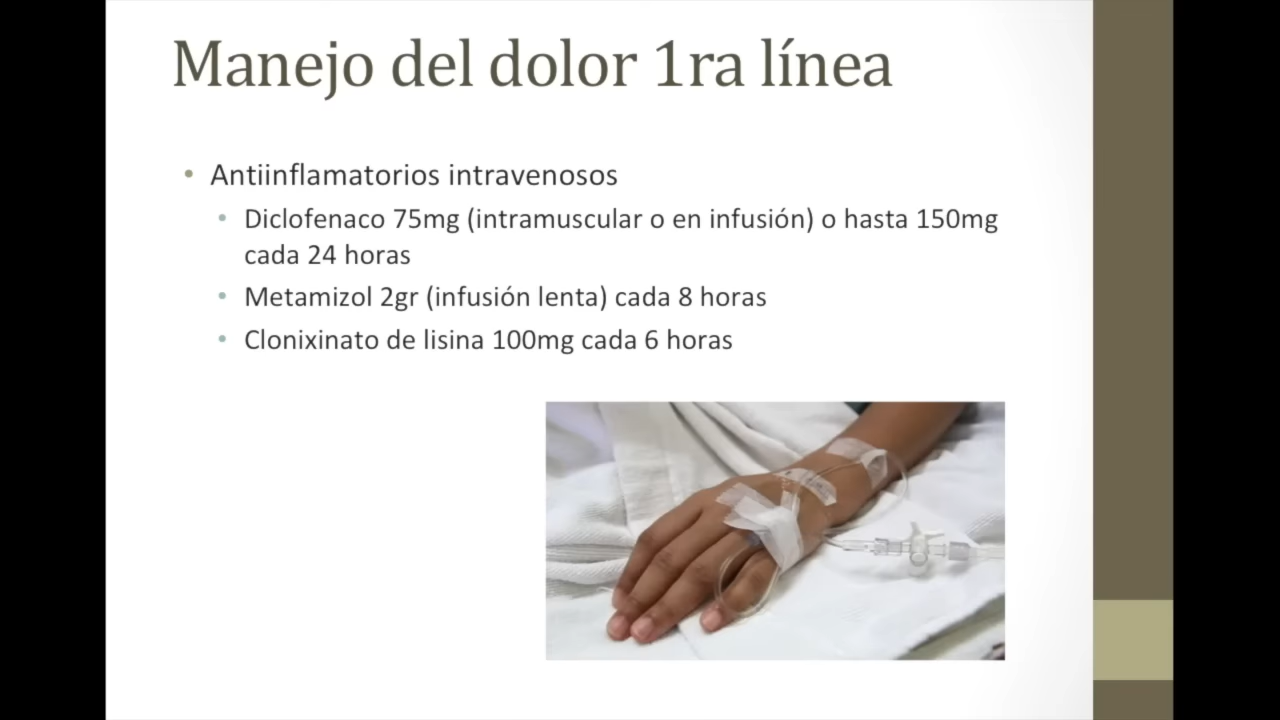 Manejo del dolor 1ra línea
• Antiinflamatorios intravenosos
• Diclofenaco 75mg (intramuscular o en infusión) o hasta 150mg
cada 24 horas
• Metamizol 2gr (infusión lenta) cada 8 horas
• Clonixinato de lisina 100mg cada 6 horas